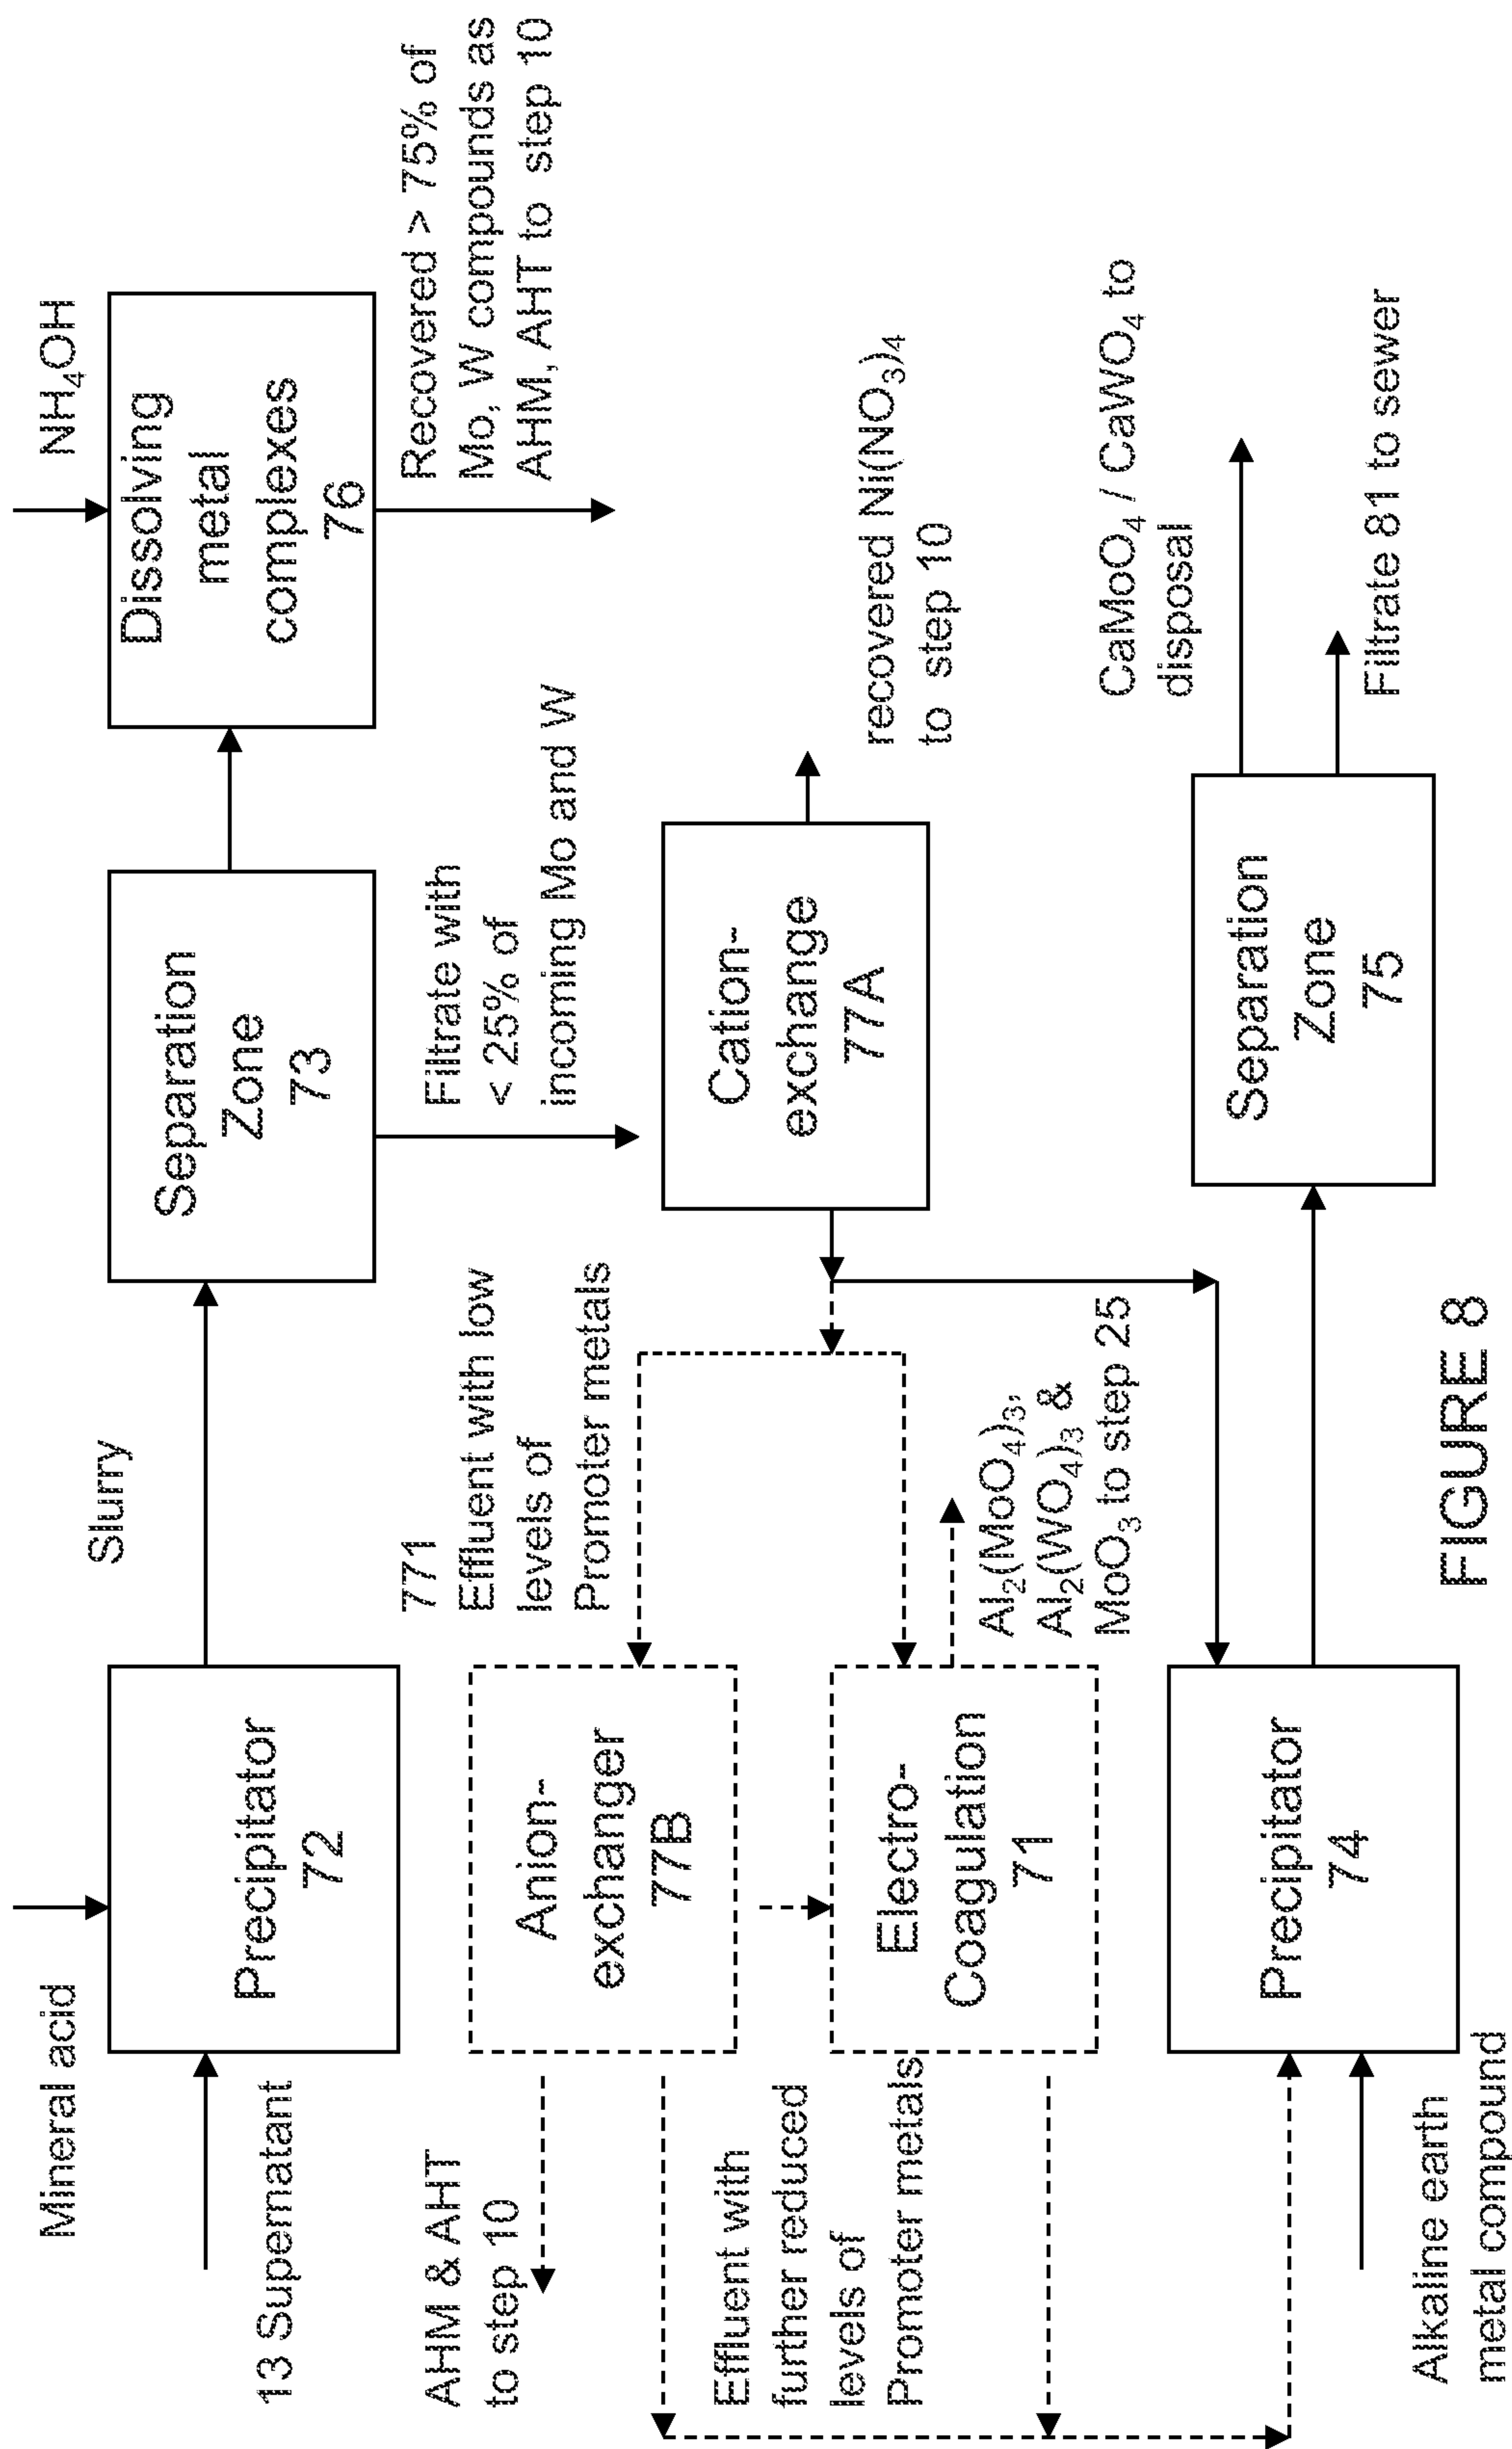 Mineral acid
NH₄OH
13 Supernatant
Precipitator
72
Slurry
Separation
Zone
73
Dissolving
metal
complexes
76
Recovered > 75% of
Mo, W compounds as
AHM, AHT to step 10
Filtrate with
< 25% of
incoming Mo and W
771
Effluent with low
levels of
Promoter metals
AHM & AHT
to step 10
Anion-
exchanger
77B
Cation-
exchange
77A
recovered Ni(NO₃)₄
to step 10
Effluent with
further reduced
levels of
Promoter metals
Electro-
Coagulation
71
Al₂(MoO₄)₃,
Al₂(WO₄)₃ &
MoO₃ to step 25
Precipitator
74
Separation
Zone
75
CaMoO₄ / CaWO₄ to
disposal
Filtrate 81 to sewer
Alkaline earth
metal compound
FIGURE 8